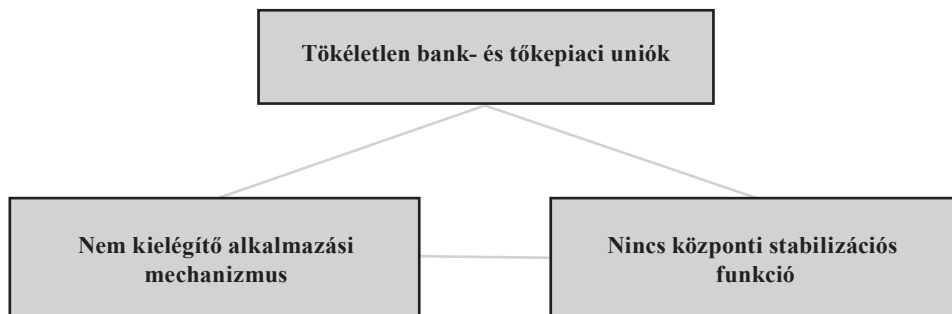 Tökéletlen bank- és tőkepiaci uniók
Nem kielégítő alkalmazási
mechanizmus
Nincs központi stabilizációs
funkció